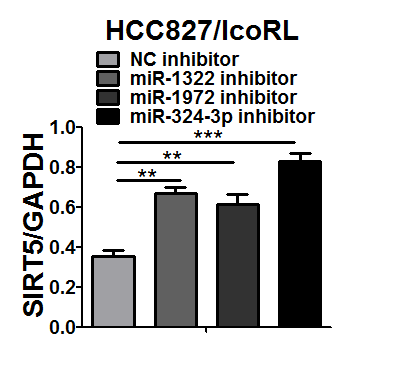 HCC827/IcoRL
NC inhibitor
miR-1322 inhibitor
miR-1972 inhibitor
miR-324-3p inhibitor
SIRT5/GAPDH
1.0
0.8
0.6
0.4
0.2
0.0
***
**
**